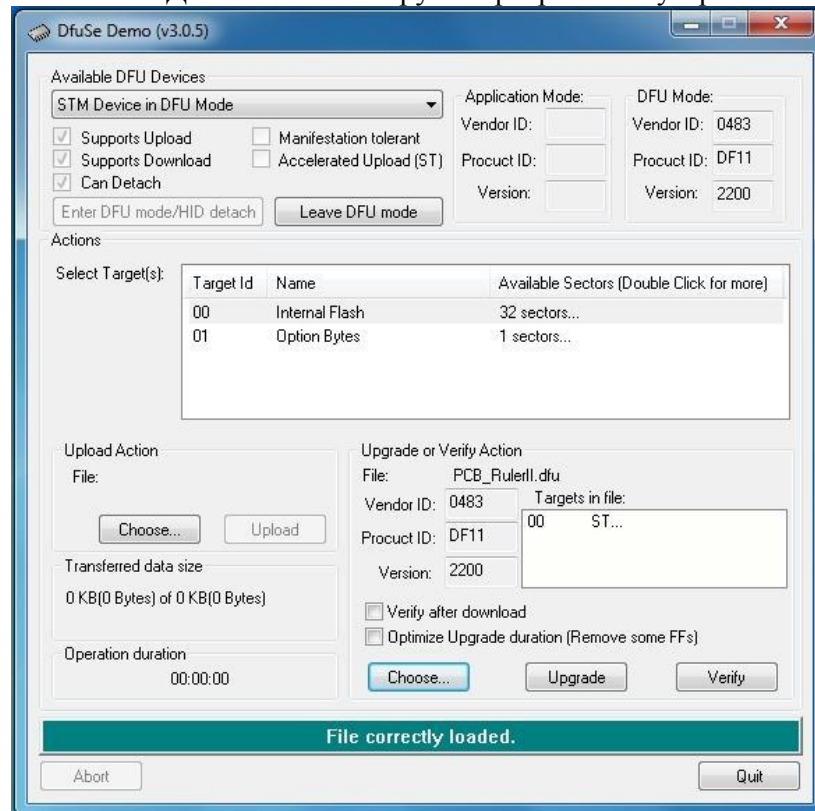 DfuSe Demo (v3.0.5)
Available DFU Devices
STM Device in DFU Mode
Supports Upload
Manifestation tolerant
Supports Download
Accelerated Upload (ST)
Can Detach
Enter DFU mode/HID detach
Leave DFU mode
Application Mode:
Vendor ID:
Procuct ID:
Version:
DFU Mode:
Vendor ID: 0483
Procuct ID: DF11
Version: 2200
Actions
Select Target(s):
Target Id Name Available Sectors (Double Click for more)
00 Internal Flash 32 sectors...
01 Option Bytes 1 sectors...
Upload Action
File:
Choose... Upload
Transferred data size
0 KB(0 Bytes) of 0 KB(0 Bytes)
Operation duration
00:00:00
Upgrade or Verify Action
File: PCB_RulerII.dfu
Vendor ID: 0483
Procuct ID: DF11
Version: 2200
Targets in file:
00 ST...
Verify after download
Optimize Upgrade duration (Remove some FFs)
Choose... Upgrade Verify
File correctly loaded.
Abort Quit